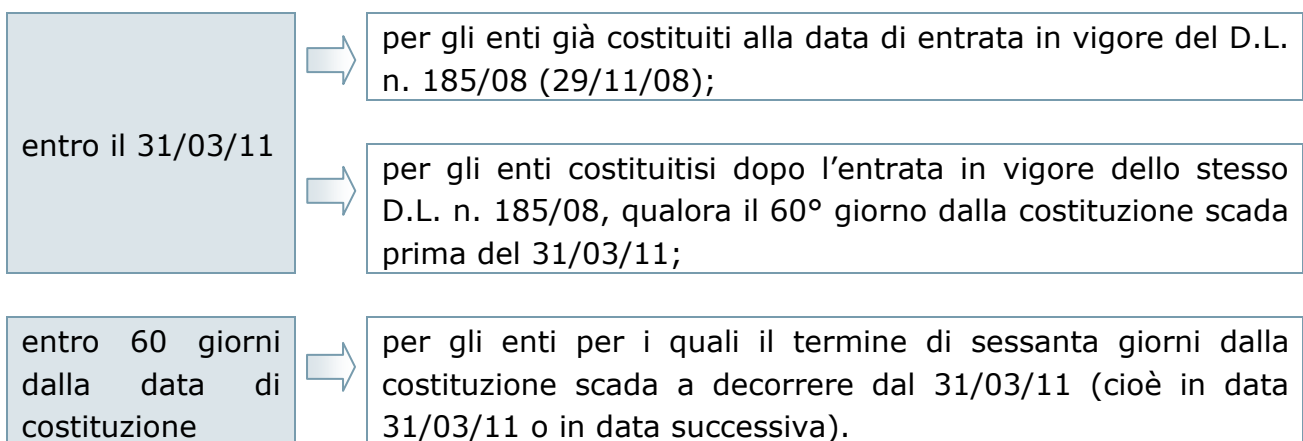 entro il 31/03/11
per gli enti già costituiti alla data di entrata in vigore del D.L.
n. 185/08 (29/11/08);
per gli enti costituitisi dopo l'entrata in vigore dello stesso
D.L. n. 185/08, qualora il 60° giorno dalla costituzione scada
prima del 31/03/11;
entro 60 giorni
dalla data di
costituzione
per gli enti per i quali il termine di sessanta giorni dalla
costituzione scada a decorrere dal 31/03/11 (cioè in data
31/03/11 o in data successiva).